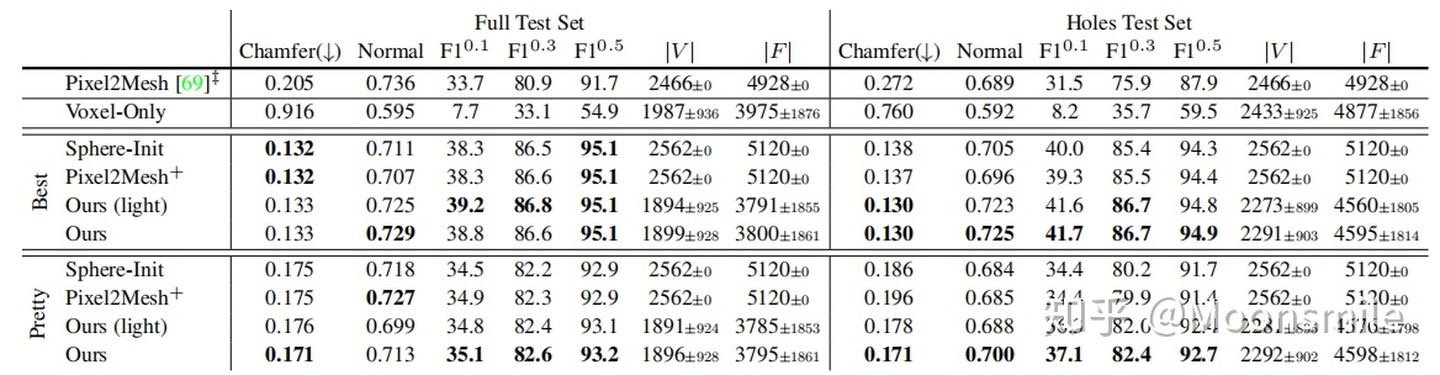 Full Test Set Holes Test Set
Chamfer(↓) Normal F1^0.1 F1^0.3 F1^0.5 |V| |F| Chamfer(↓) Normal F1^0.1 F1^0.3 F1^0.5 |V| |F|
Pixel2Mesh [69]‡ 0.205 0.736 33.7 80.9 91.7 2466±0 4928±0 0.272 0.689 31.5 75.9 87.9 2466±0 4928±0
Voxel-Only 0.916 0.595 7.7 33.1 54.9 1987±936 3975±1876 0.760 0.592 8.2 35.7 59.5 2433±925 4877±1856
Best
Sphere-Init 0.132 0.711 38.3 86.5 95.1 2562±0 5120±0 0.138 0.705 40.0 85.4 94.3 2562±0 5120±0
Pixel2Mesh+ 0.132 0.707 38.3 86.6 95.1 2562±0 5120±0 0.137 0.696 39.3 85.5 94.4 2562±0 5120±0
Ours (light) 0.133 0.725 39.2 86.8 95.1 1894±925 3791±1855 0.130 0.723 41.6 86.7 94.8 2273±899 4560±1805
Ours 0.133 0.729 38.8 86.6 95.1 1899±928 3800±1861 0.130 0.725 41.7 86.7 94.9 2291±903 4595±1814
Pretty
Sphere-Init 0.175 0.718 34.5 82.2 92.9 2562±0 5120±0 0.186 0.684 34.4 80.2 91.7 2562±0 5120±0
Pixel2Mesh+ 0.175 0.727 34.9 82.3 92.9 2562±0 5120±0 0.196 0.685 34.4 79.9 91.4 2562±0 5120±0
Ours (light) 0.176 0.699 34.8 82.4 93.1 1891±924 3785±1853 0.178 0.688 82.0 92.4
Ours 0.171 0.713 35.1 82.6 93.2 1896±928 3795±1861 0.171 0.700 37.1 82.4 92.7 2292±902 4598±1812
知乎 @Moonsmile